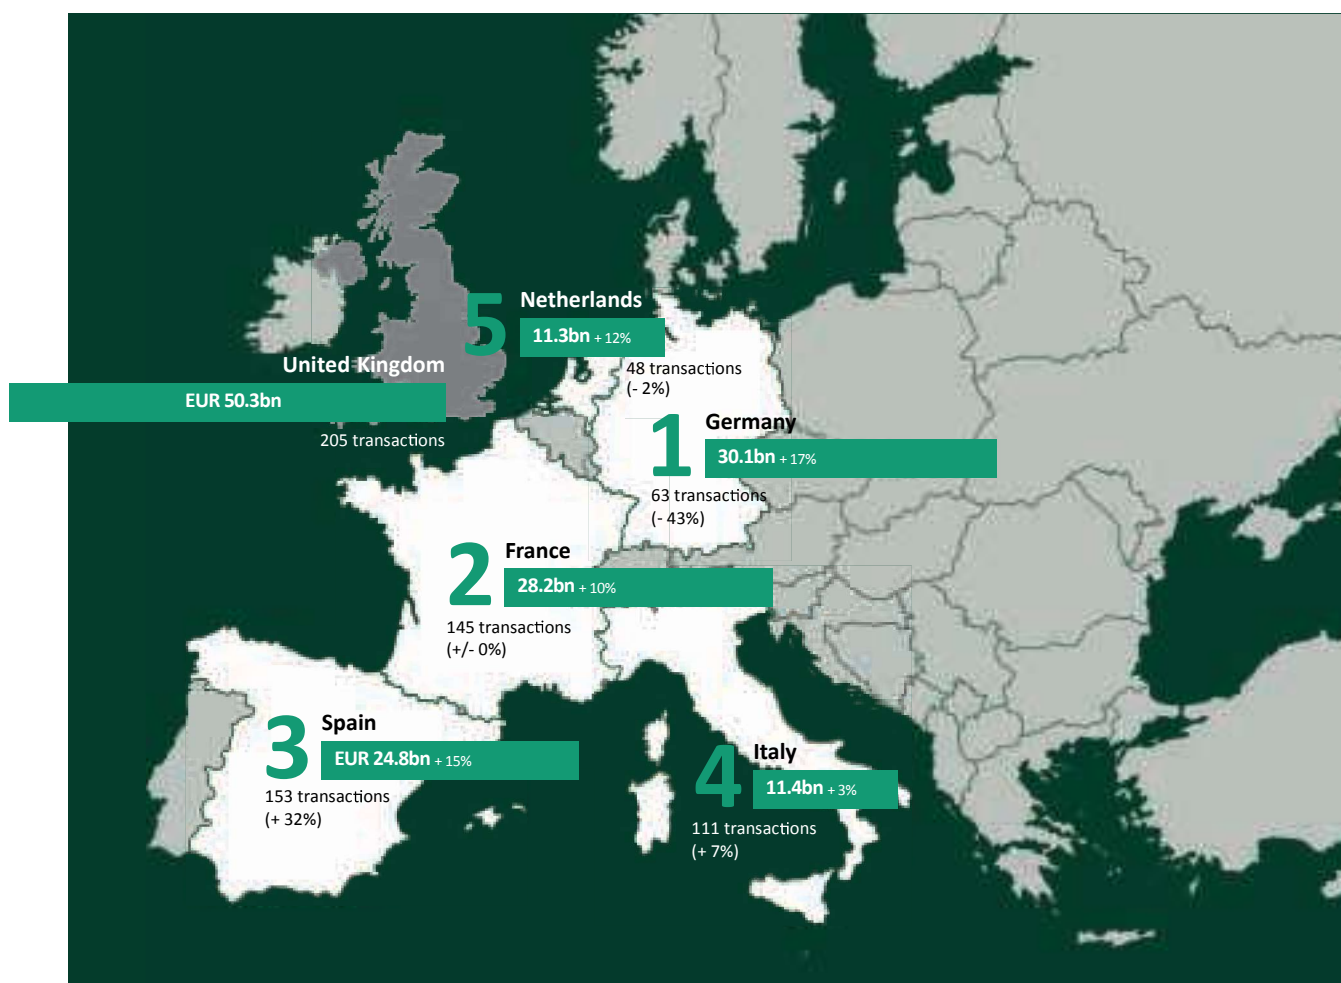 5
Netherlands
11.3bn + 12%
48 transactions
(- 2%)
United Kingdom
EUR 50.3bn
205 transactions
1
Germany
30.1bn + 17%
63 transactions
(- 43%)
2
France
28.2bn + 10%
145 transactions
(+/- 0%)
3
Spain
EUR 24.8bn + 15%
153 transactions
(+ 32%)
4
Italy
11.4bn + 3%
111 transactions
(+ 7%)